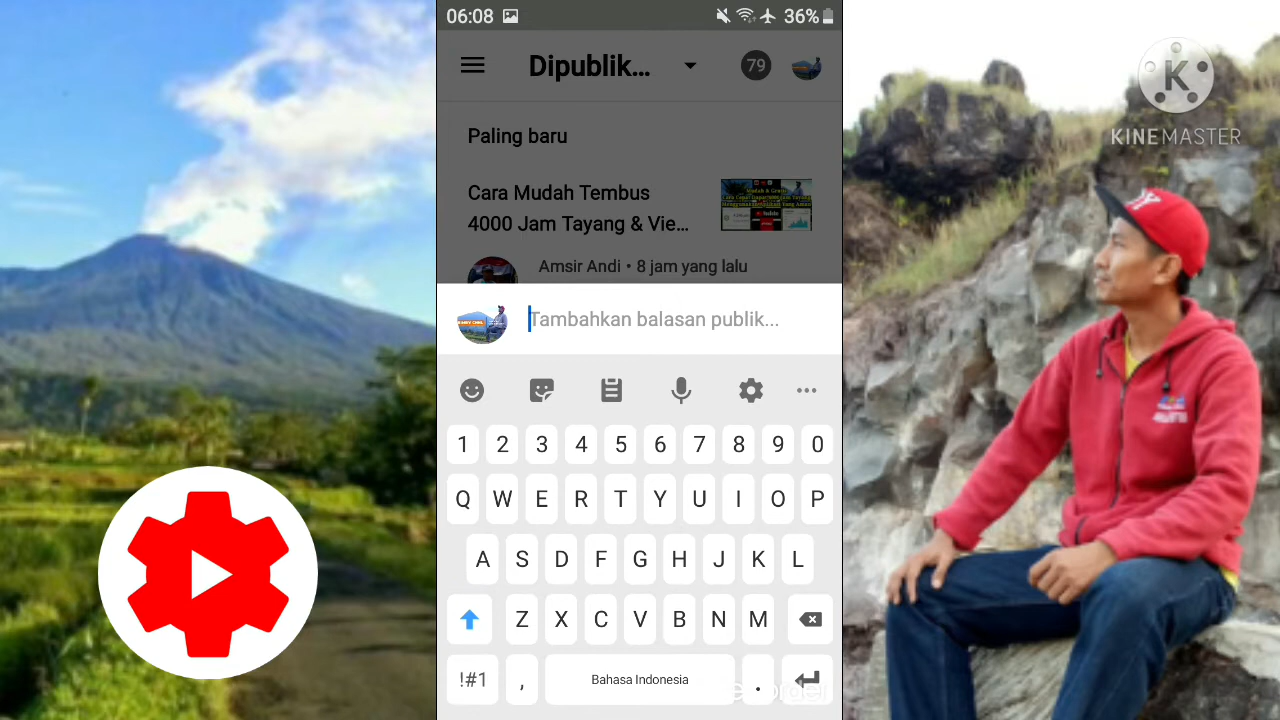 06:08
36%
Dipublik...
79
Paling baru
Cara Mudah Tembus
4000 Jam Tayang & Vie...
Amsir Andi • 8 jam yang lalu
Tambahkan balasan publik...
1 2 3 4 5 6 7 8 9 0
Q W E R T Y U I O P
A S D F G H J K L
Z X C V B N M
!#1 , Bahasa Indonesia .
K
KINEMASTER